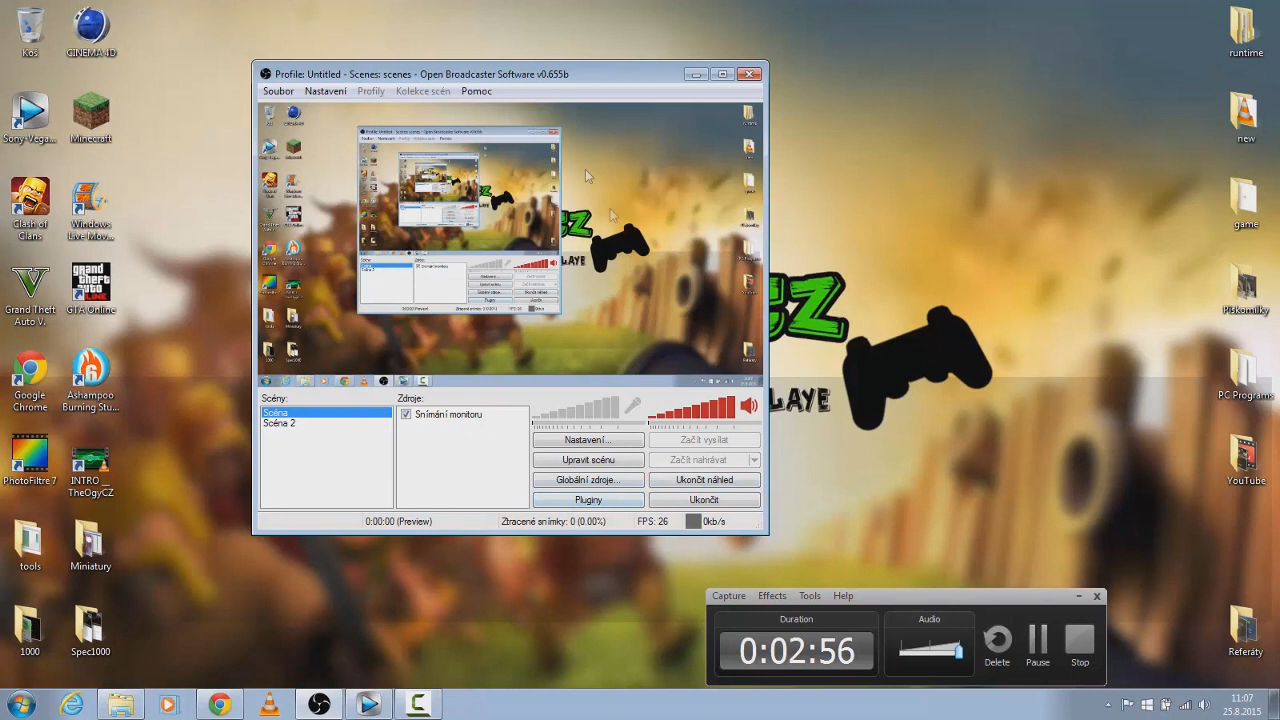 Koš
CINEMA 4D
Sony Vega...
Minecraft
Clash of
Clans
Windows
Live Mov...
Grand Theft
Auto V.
GTA Online
Google
Chrome
Ashampoo
Burning Stu...
PhotoFiltre 7
INTRO __
TheOgyCZ
tools
Miniatury
1000
Spec1000
Profile: Untitled - Scenes: scenes - Open Broadcaster Software v0.655b
Soubor
Nastavení
Profily
Kolekce scén
Pomoc
Scény:
Scéna
Scéna 2
Zdroje:
Snímání monitoru
Nastavení...
Začít vysílat
Upravit scénu
Začít nahrávat
Globální zdroje...
Ukončit náhled
Pluginy
Ukončit
0:00:00 (Preview)
Ztracené snímky: 0 (0.00%)
FPS: 26
0kb/s
CZ
LAYE
runtime
new
game
Piskomilky
PC Programs
YouTube
Referáty
Capture
Effects
Tools
Help
Duration
0:02:56
Audio
Delete
Pause
Stop
11:07
25.8.2015